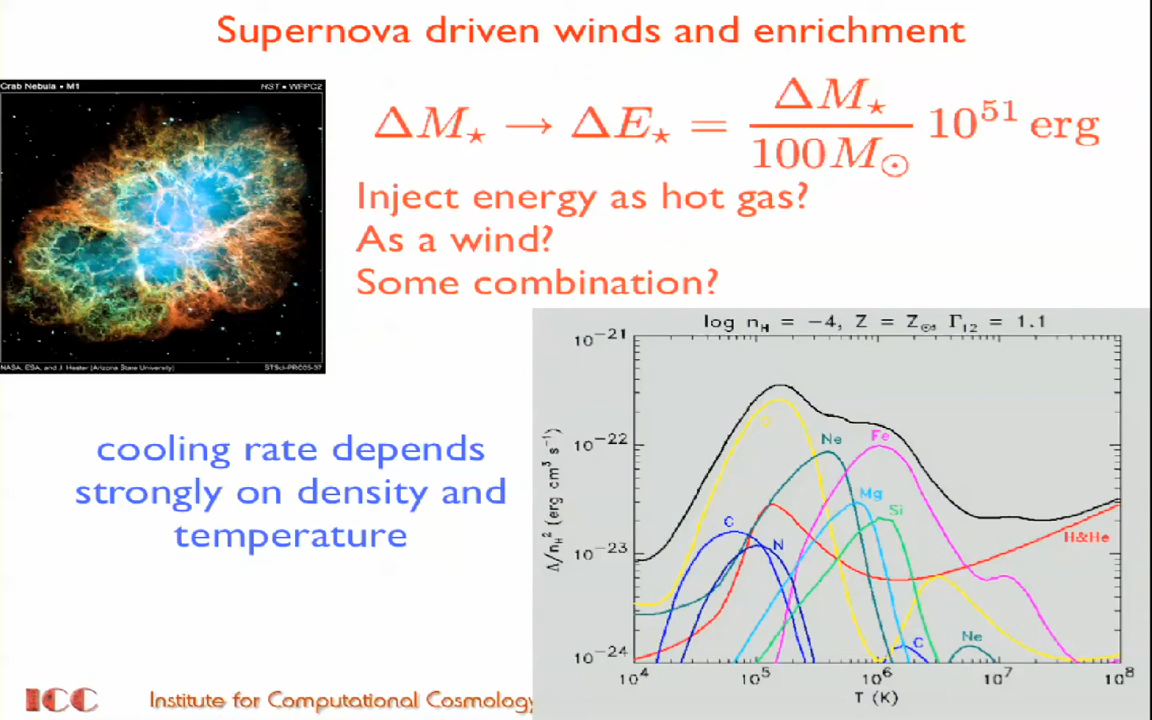 Supernova driven winds and enrichment
Crab Nebula • M1 HST • WFPC2
ΔM⋆ → ΔE⋆ = ΔM⋆ / 100M⊙ 10^51 erg
Inject energy as hot gas?
As a wind?
Some combination?
NASA, ESA, and J. Hester (Arizona State University) STScI-PRC05-37
cooling rate depends
strongly on density and
temperature
log n_H = −4, Z = Z⊙, Γ_12 = 1.1
Λ/n_H^2 (erg cm^3 s^−1)
10^−21
10^−22
10^−23
10^−24
O
Ne
Fe
Mg
Si
C
N
H&He
C
Ne
10^4 10^5 10^6 10^7 10^8
T (K)
ICC Institute for Computational Cosmology